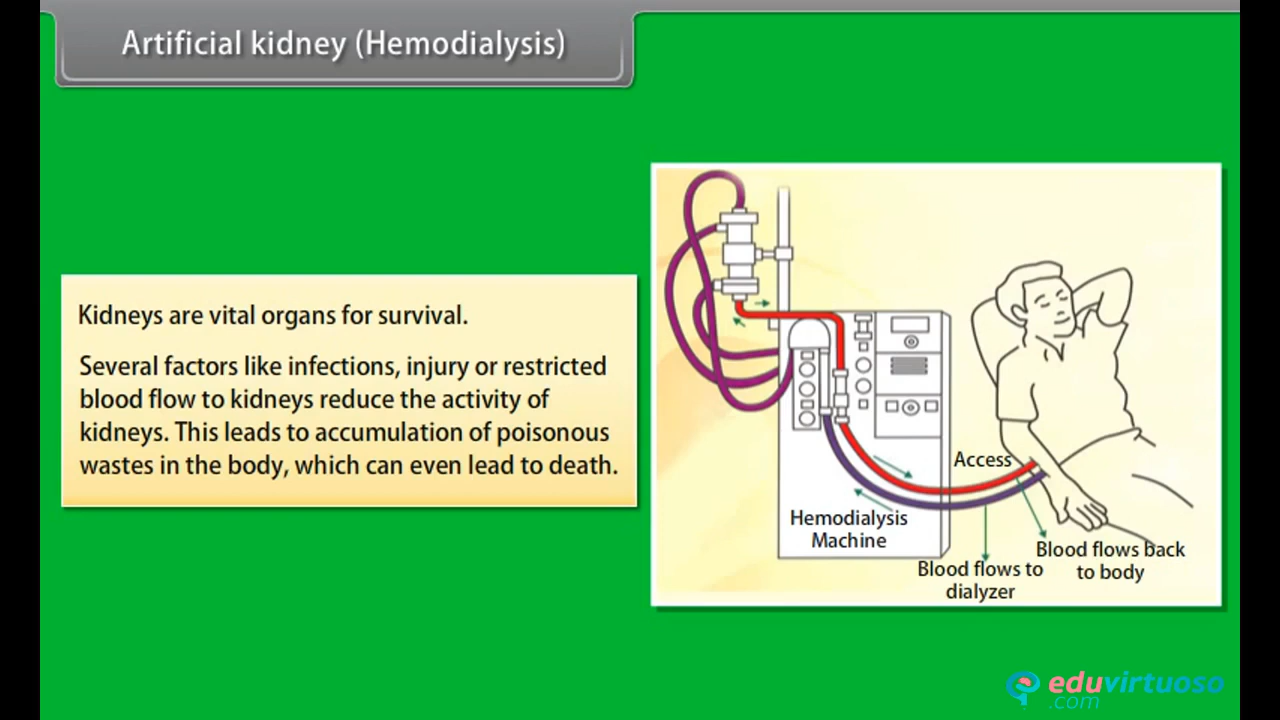 Artificial kidney (Hemodialysis)
Kidneys are vital organs for survival.
Several factors like infections, injury or restricted
blood flow to kidneys reduce the activity of
kidneys. This leads to accumulation of poisonous
wastes in the body, which can even lead to death.
Access
Hemodialysis
Machine
Blood flows to
dialyzer
Blood flows back
to body
eduvirtuoso
.com